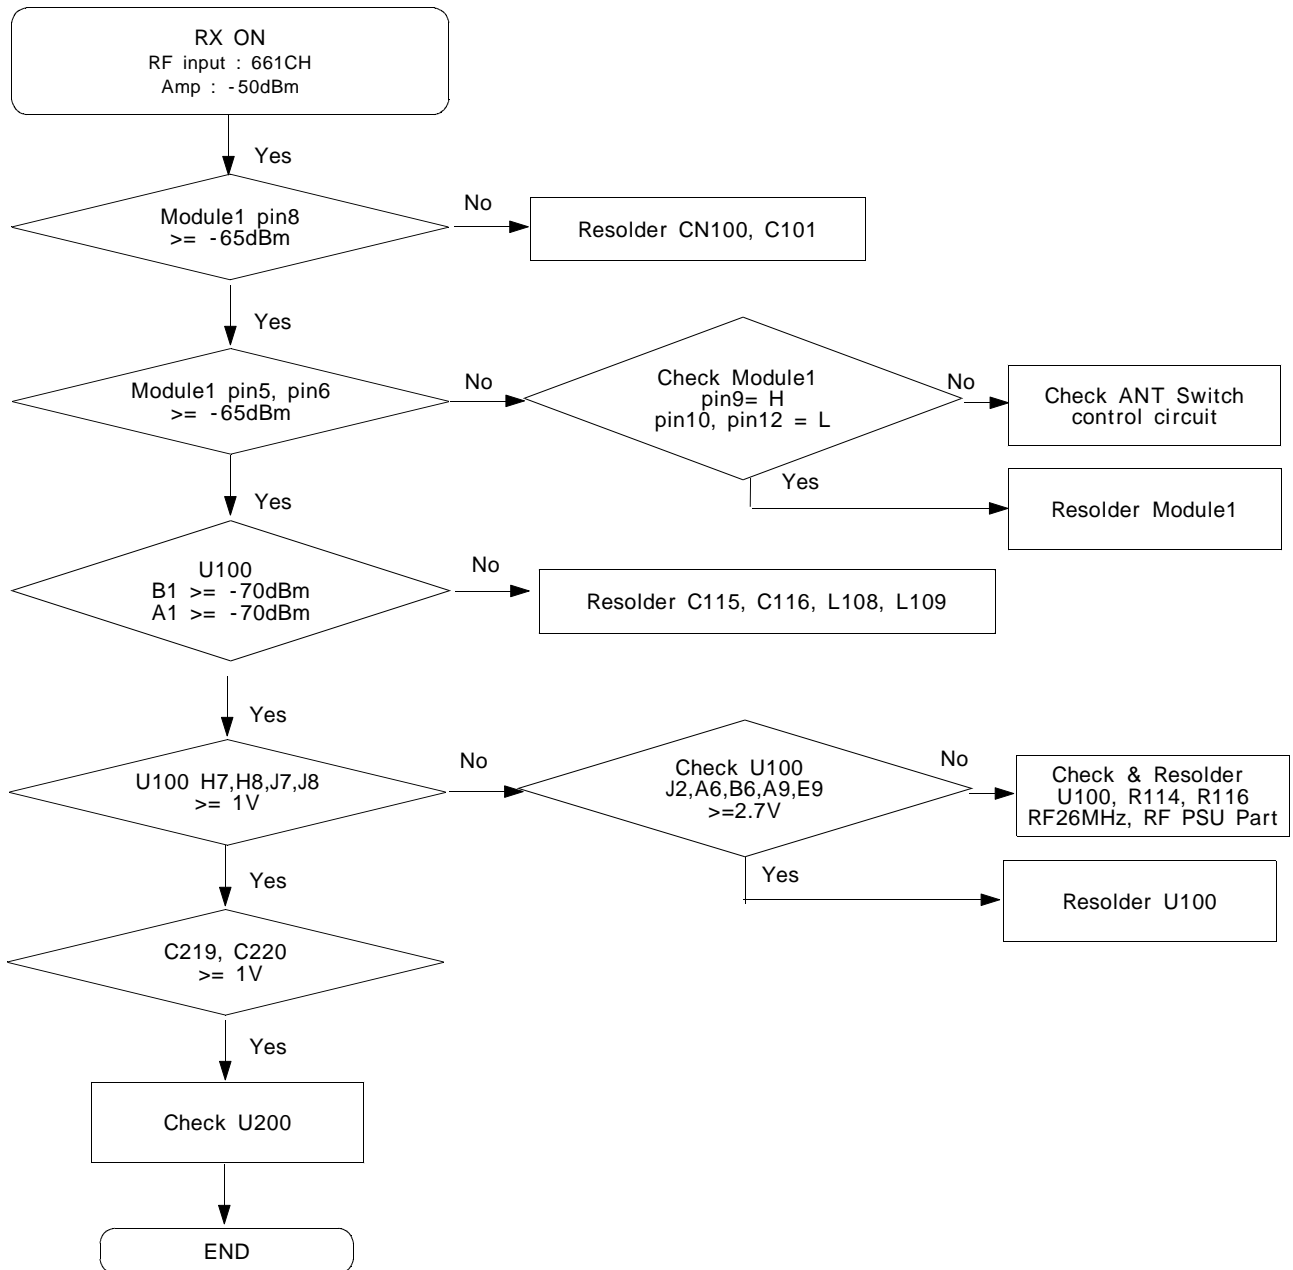 RX ON
RF input : 661CH
Amp : -50dBm
Yes
Module1 pin8
>= -65dBm
No
Resolder CN100, C101
Yes
Module1 pin5, pin6
>= -65dBm
No
Check Module1
pin9= H
pin10, pin12 = L
No
Check ANT Switch
control circuit
Yes
Resolder Module1
Yes
U100
B1 >= -70dBm
A1 >= -70dBm
No
Resolder C115, C116, L108, L109
Yes
U100 H7,H8,J7,J8
>= 1V
No
Check U100
J2,A6,B6,A9,E9
>=2.7V
No
Check & Resolder
U100, R114, R116
RF26MHz, RF PSU Part
Yes
Resolder U100
Yes
C219, C220
>= 1V
Yes
Check U200
END